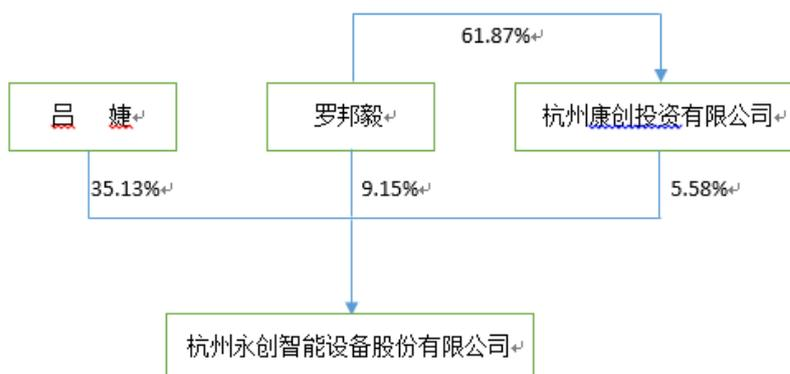 61.87%
吕 婕
罗邦毅
杭州康创投资有限公司
35.13%
9.15%
5.58%
杭州永创智能设备股份有限公司